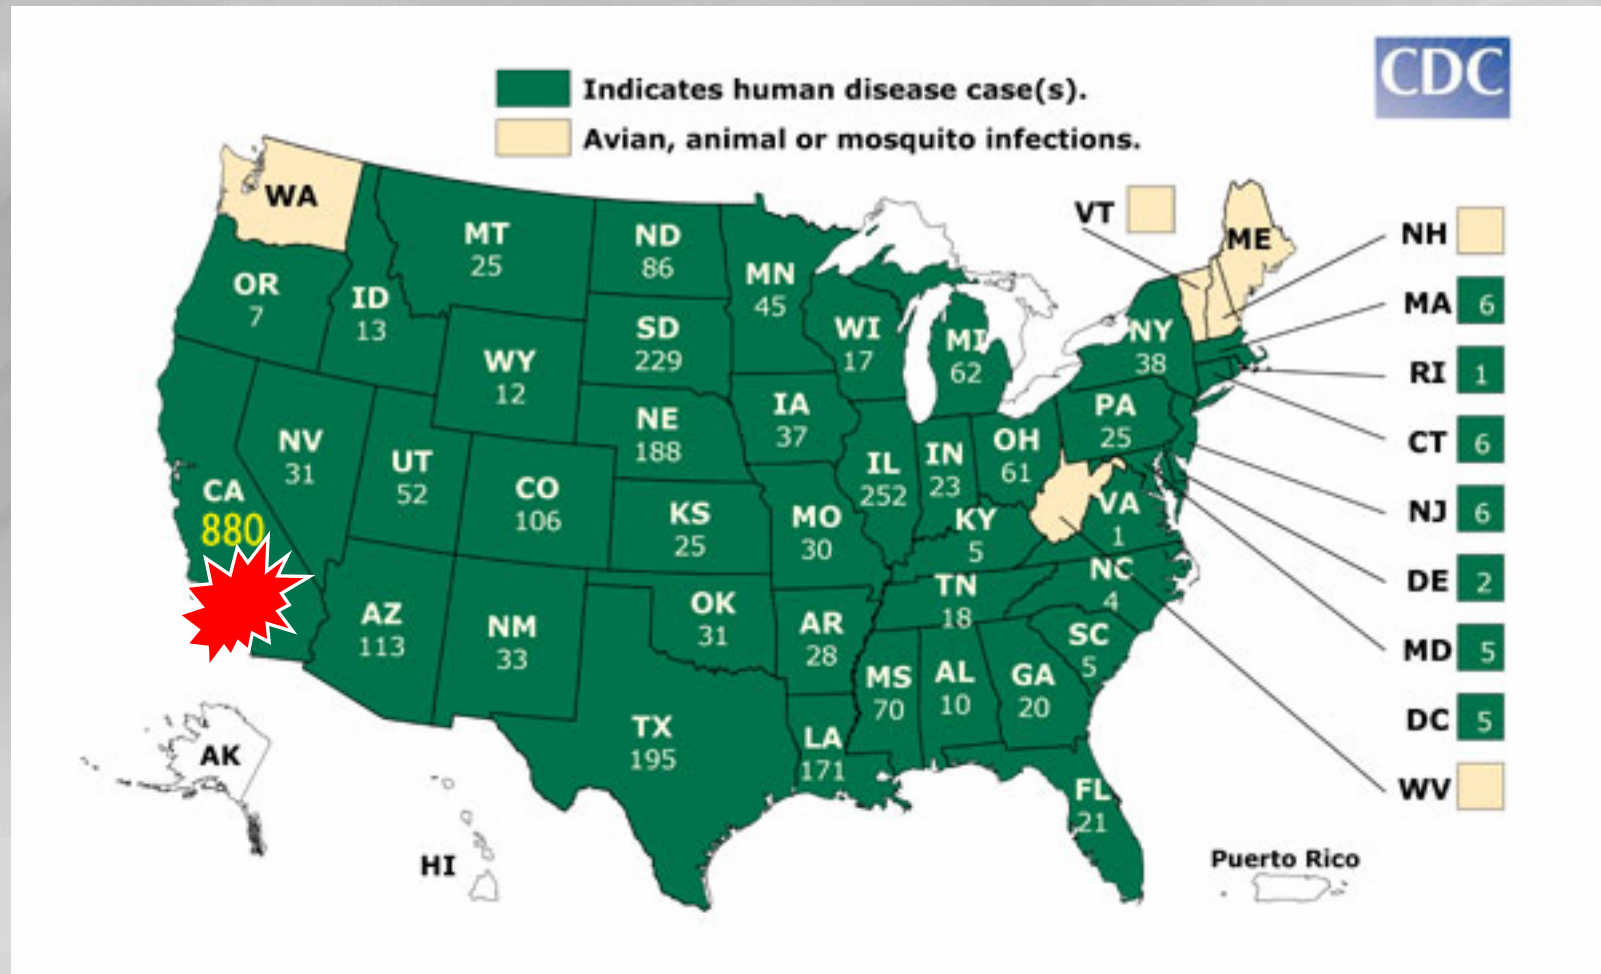 CDC
Indicates human disease case(s).
Avian, animal or mosquito infections.
WA
VT
NH
ME
MT
25
ND
86
MN
45
OR
7
ID
13
MA 6
SD
229
WI
17
MI
62
NY
38
WY
12
RI 1
NE
188
IA
37
PA
25
NV
31
UT
52
CO
106
IL
252
IN
23
OH
61
CT 6
CA
880
KS
25
MO
30
KY
5
VA
1
NJ 6
AZ
113
NM
33
OK
31
AR
28
TN
18
NC
4
DE 2
SC
5
MD 5
MS
70
AL
10
GA
20
TX
195
LA
171
DC 5
AK
FL
21
WV
HI
Puerto Rico